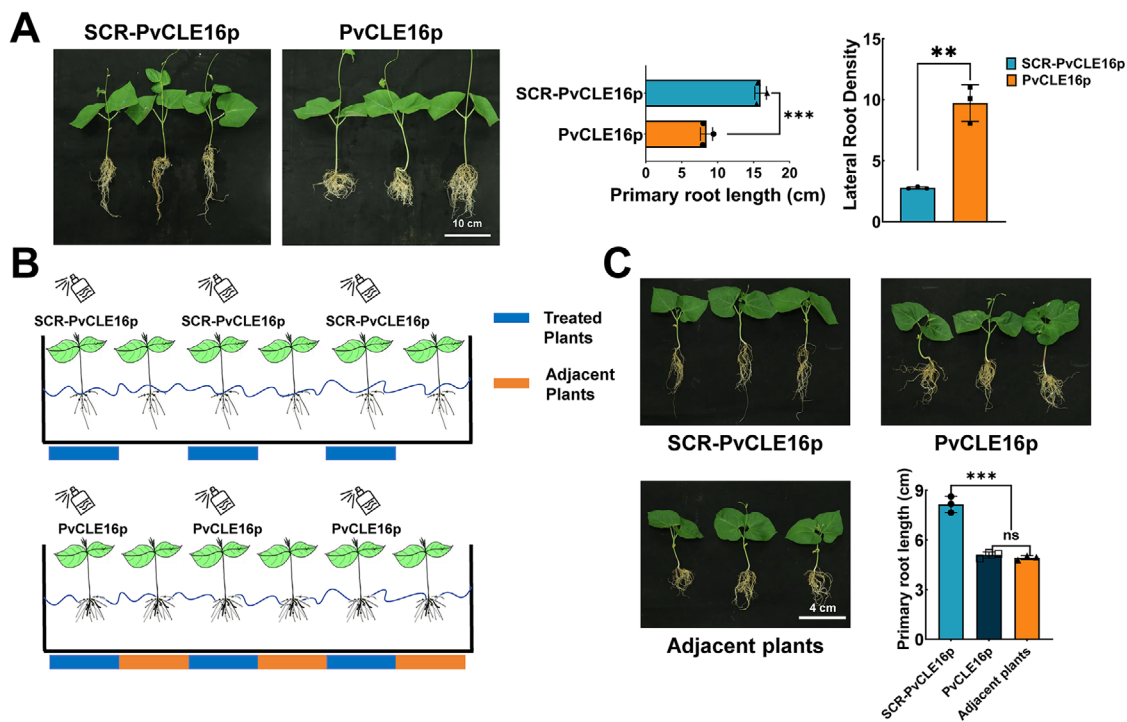 A
SCR-PvCLE16p
PvCLE16p
10 cm
SCR-PvCLE16p
PvCLE16p
***
0 5 10 15 20
Primary root length (cm)
Lateral Root Density
15
10
5
0
**
SCR-PvCLE16p
PvCLE16p
B
SCR-PvCLE16p SCR-PvCLE16p SCR-PvCLE16p
Treated
Plants
Adjacent
Plants
PvCLE16p PvCLE16p PvCLE16p
C
SCR-PvCLE16p
PvCLE16p
Adjacent plants
4 cm
Primary root length (cm)
9
6
3
0
***
ns
SCR-PvCLE16p
PvCLE16p
Adjacent plants